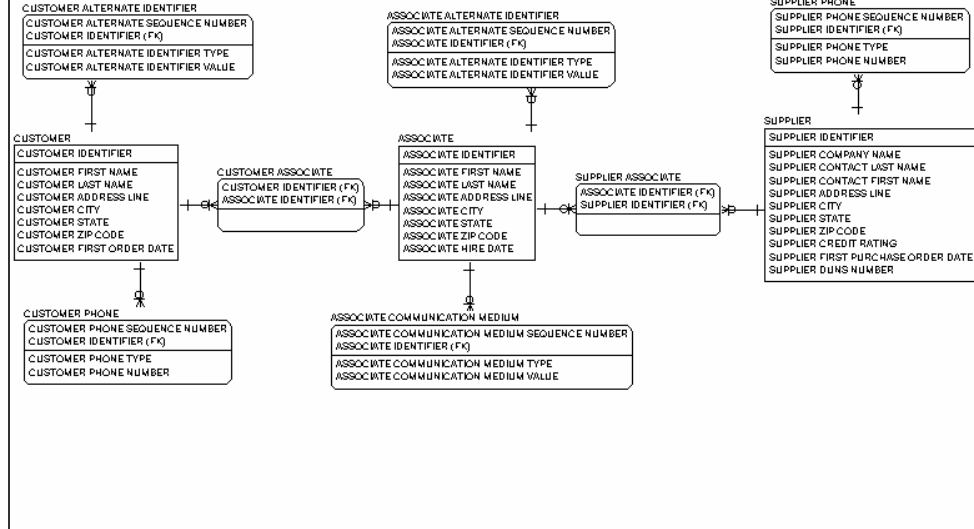 CUSTOMER ALTERNATE IDENTIFIER
CUSTOMER ALTERNATE SEQUENCE NUMBER
CUSTOMER IDENTIFIER (FK)
CUSTOMER ALTERNATE IDENTIFIER TYPE
CUSTOMER ALTERNATE IDENTIFIER VALUE
ASSOCIATE ALTERNATE IDENTIFIER
ASSOCIATE ALTERNATE SEQUENCE NUMBER
ASSOCIATE IDENTIFIER (FK)
ASSOCIATE ALTERNATE IDENTIFIER TYPE
ASSOCIATE ALTERNATE IDENTIFIER VALUE
SUPPLIER PHONE
SUPPLIER PHONE SEQUENCE NUMBER
SUPPLIER IDENTIFIER (FK)
SUPPLIER PHONE TYPE
SUPPLIER PHONE NUMBER
CUSTOMER
CUSTOMER IDENTIFIER
CUSTOMER FIRST NAME
CUSTOMER LAST NAME
CUSTOMER ADDRESS LINE
CUSTOMER CITY
CUSTOMER STATE
CUSTOMER ZIP CODE
CUSTOMER FIRST ORDER DATE
CUSTOMER ASSOCIATE
CUSTOMER IDENTIFIER (FK)
ASSOCIATE IDENTIFIER (FK)
ASSOCIATE
ASSOCIATE IDENTIFIER
ASSOCIATE FIRST NAME
ASSOCIATE LAST NAME
ASSOCIATE ADDRESS LINE
ASSOCIATE CITY
ASSOCIATE STATE
ASSOCIATE ZIP CODE
ASSOCIATE HIRE DATE
SUPPLIER ASSOCIATE
ASSOCIATE IDENTIFIER (FK)
SUPPLIER IDENTIFIER (FK)
SUPPLIER
SUPPLIER IDENTIFIER
SUPPLIER COMPANY NAME
SUPPLIER CONTACT LAST NAME
SUPPLIER CONTACT FIRST NAME
SUPPLIER ADDRESS LINE
SUPPLIER CITY
SUPPLIER STATE
SUPPLIER ZIP CODE
SUPPLIER CREDIT RATING
SUPPLIER FIRST PURCHASE ORDER DATE
SUPPLIER DUNS NUMBER
CUSTOMER PHONE
CUSTOMER PHONE SEQUENCE NUMBER
CUSTOMER IDENTIFIER (FK)
CUSTOMER PHONE TYPE
CUSTOMER PHONE NUMBER
ASSOCIATE COMMUNICATION MEDIUM
ASSOCIATE COMMUNICATION MEDIUM SEQUENCE NUMBER
ASSOCIATE IDENTIFIER (FK)
ASSOCIATE COMMUNICATION MEDIUM TYPE
ASSOCIATE COMMUNICATION MEDIUM VALUE